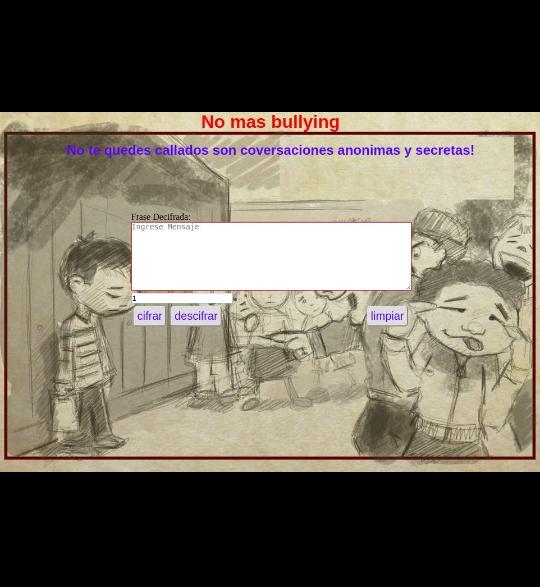 No mas bullying
No te quedes callados son coversaciones anonimas y secretas!
Frase Decifrada:
Ingrese Mensaje
1
cifrar descifrar limpiar